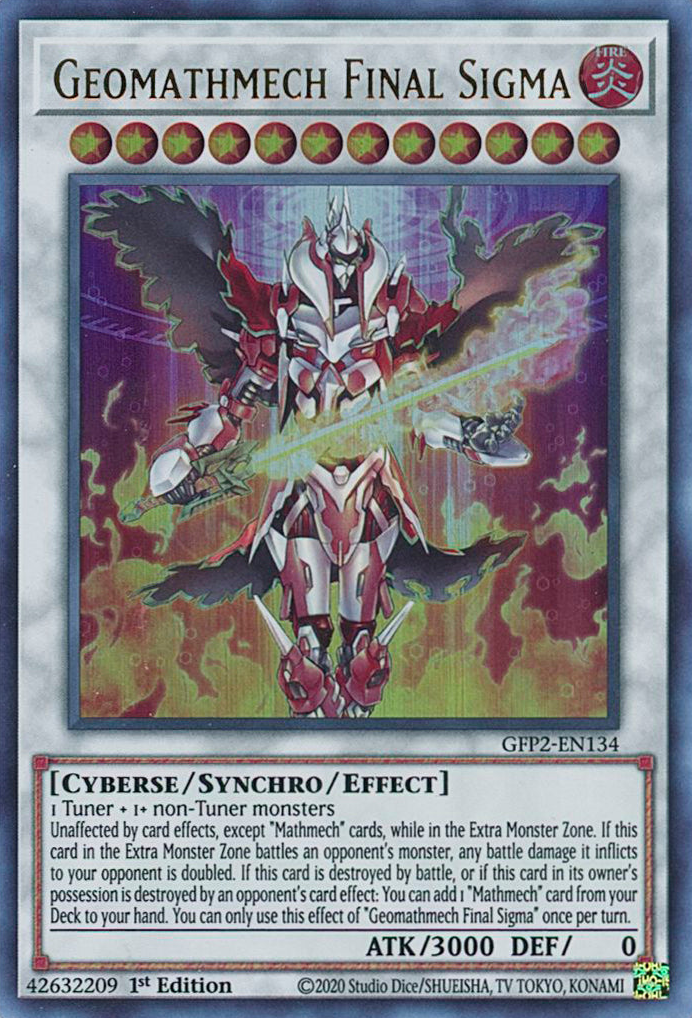 GEOMATHMECH FINAL SIGMA
FIRE
炎
GFP2-EN134
[CYBERSE/SYNCHRO/EFFECT]
1 Tuner + 1+ non-Tuner monsters
Unaffected by card effects, except "Mathmech" cards, while in the Extra Monster Zone. If this
card in the Extra Monster Zone battles an opponent's monster, any battle damage it inflicts
to your opponent is doubled. If this card is destroyed by battle, or if this card in its owner's
possession is destroyed by an opponent's card effect: You can add 1 "Mathmech" card from your
Deck to your hand. You can only use this effect of "Geomathmech Final Sigma" once per turn.
ATK/3000 DEF/ 0
42632209 1st Edition ©2020 Studio Dice/SHUEISHA, TV TOKYO, KONAMI